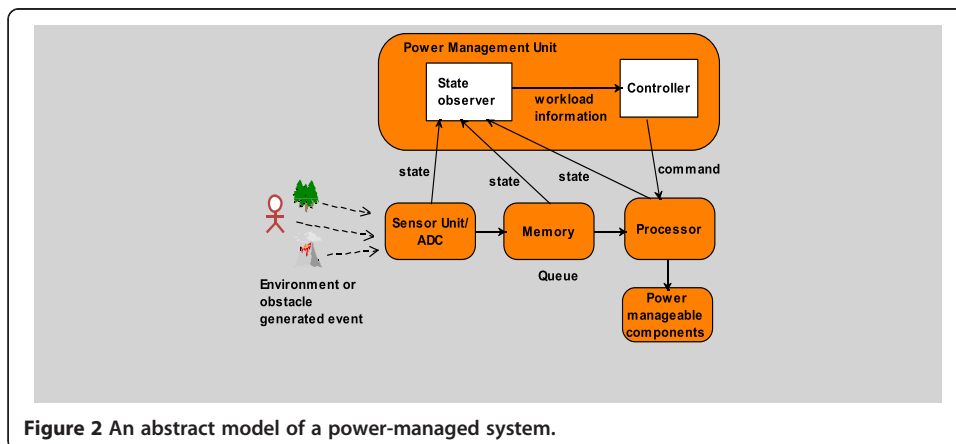 Power Management Unit
State
observer
Controller
workload
information
state
state
state
command
Sensor Unit/
ADC
Memory
Processor
Queue
Environment or
obstacle
generated event
Power
manageable
components
Figure 2 An abstract model of a power-managed system.